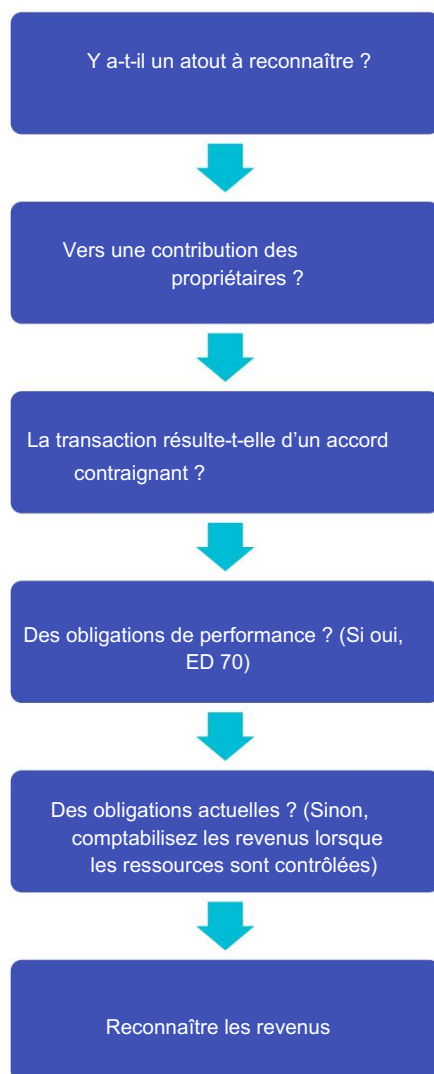 Y a-t-il un atout à reconnaître ?
Vers une contribution des
propriétaires ?
La transaction résulte-t-elle d'un accord
contraignant ?
Des obligations de performance ? (Si oui,
ED 70)
Des obligations actuelles ? (Sinon,
comptabilisez les revenus lorsque
les ressources sont contrôlées)
Reconnaître les revenus